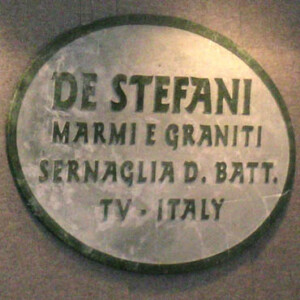 DE STEFANI
MARMI E GRANITI
SERNAGLIA D. BATT.
TV - ITALY